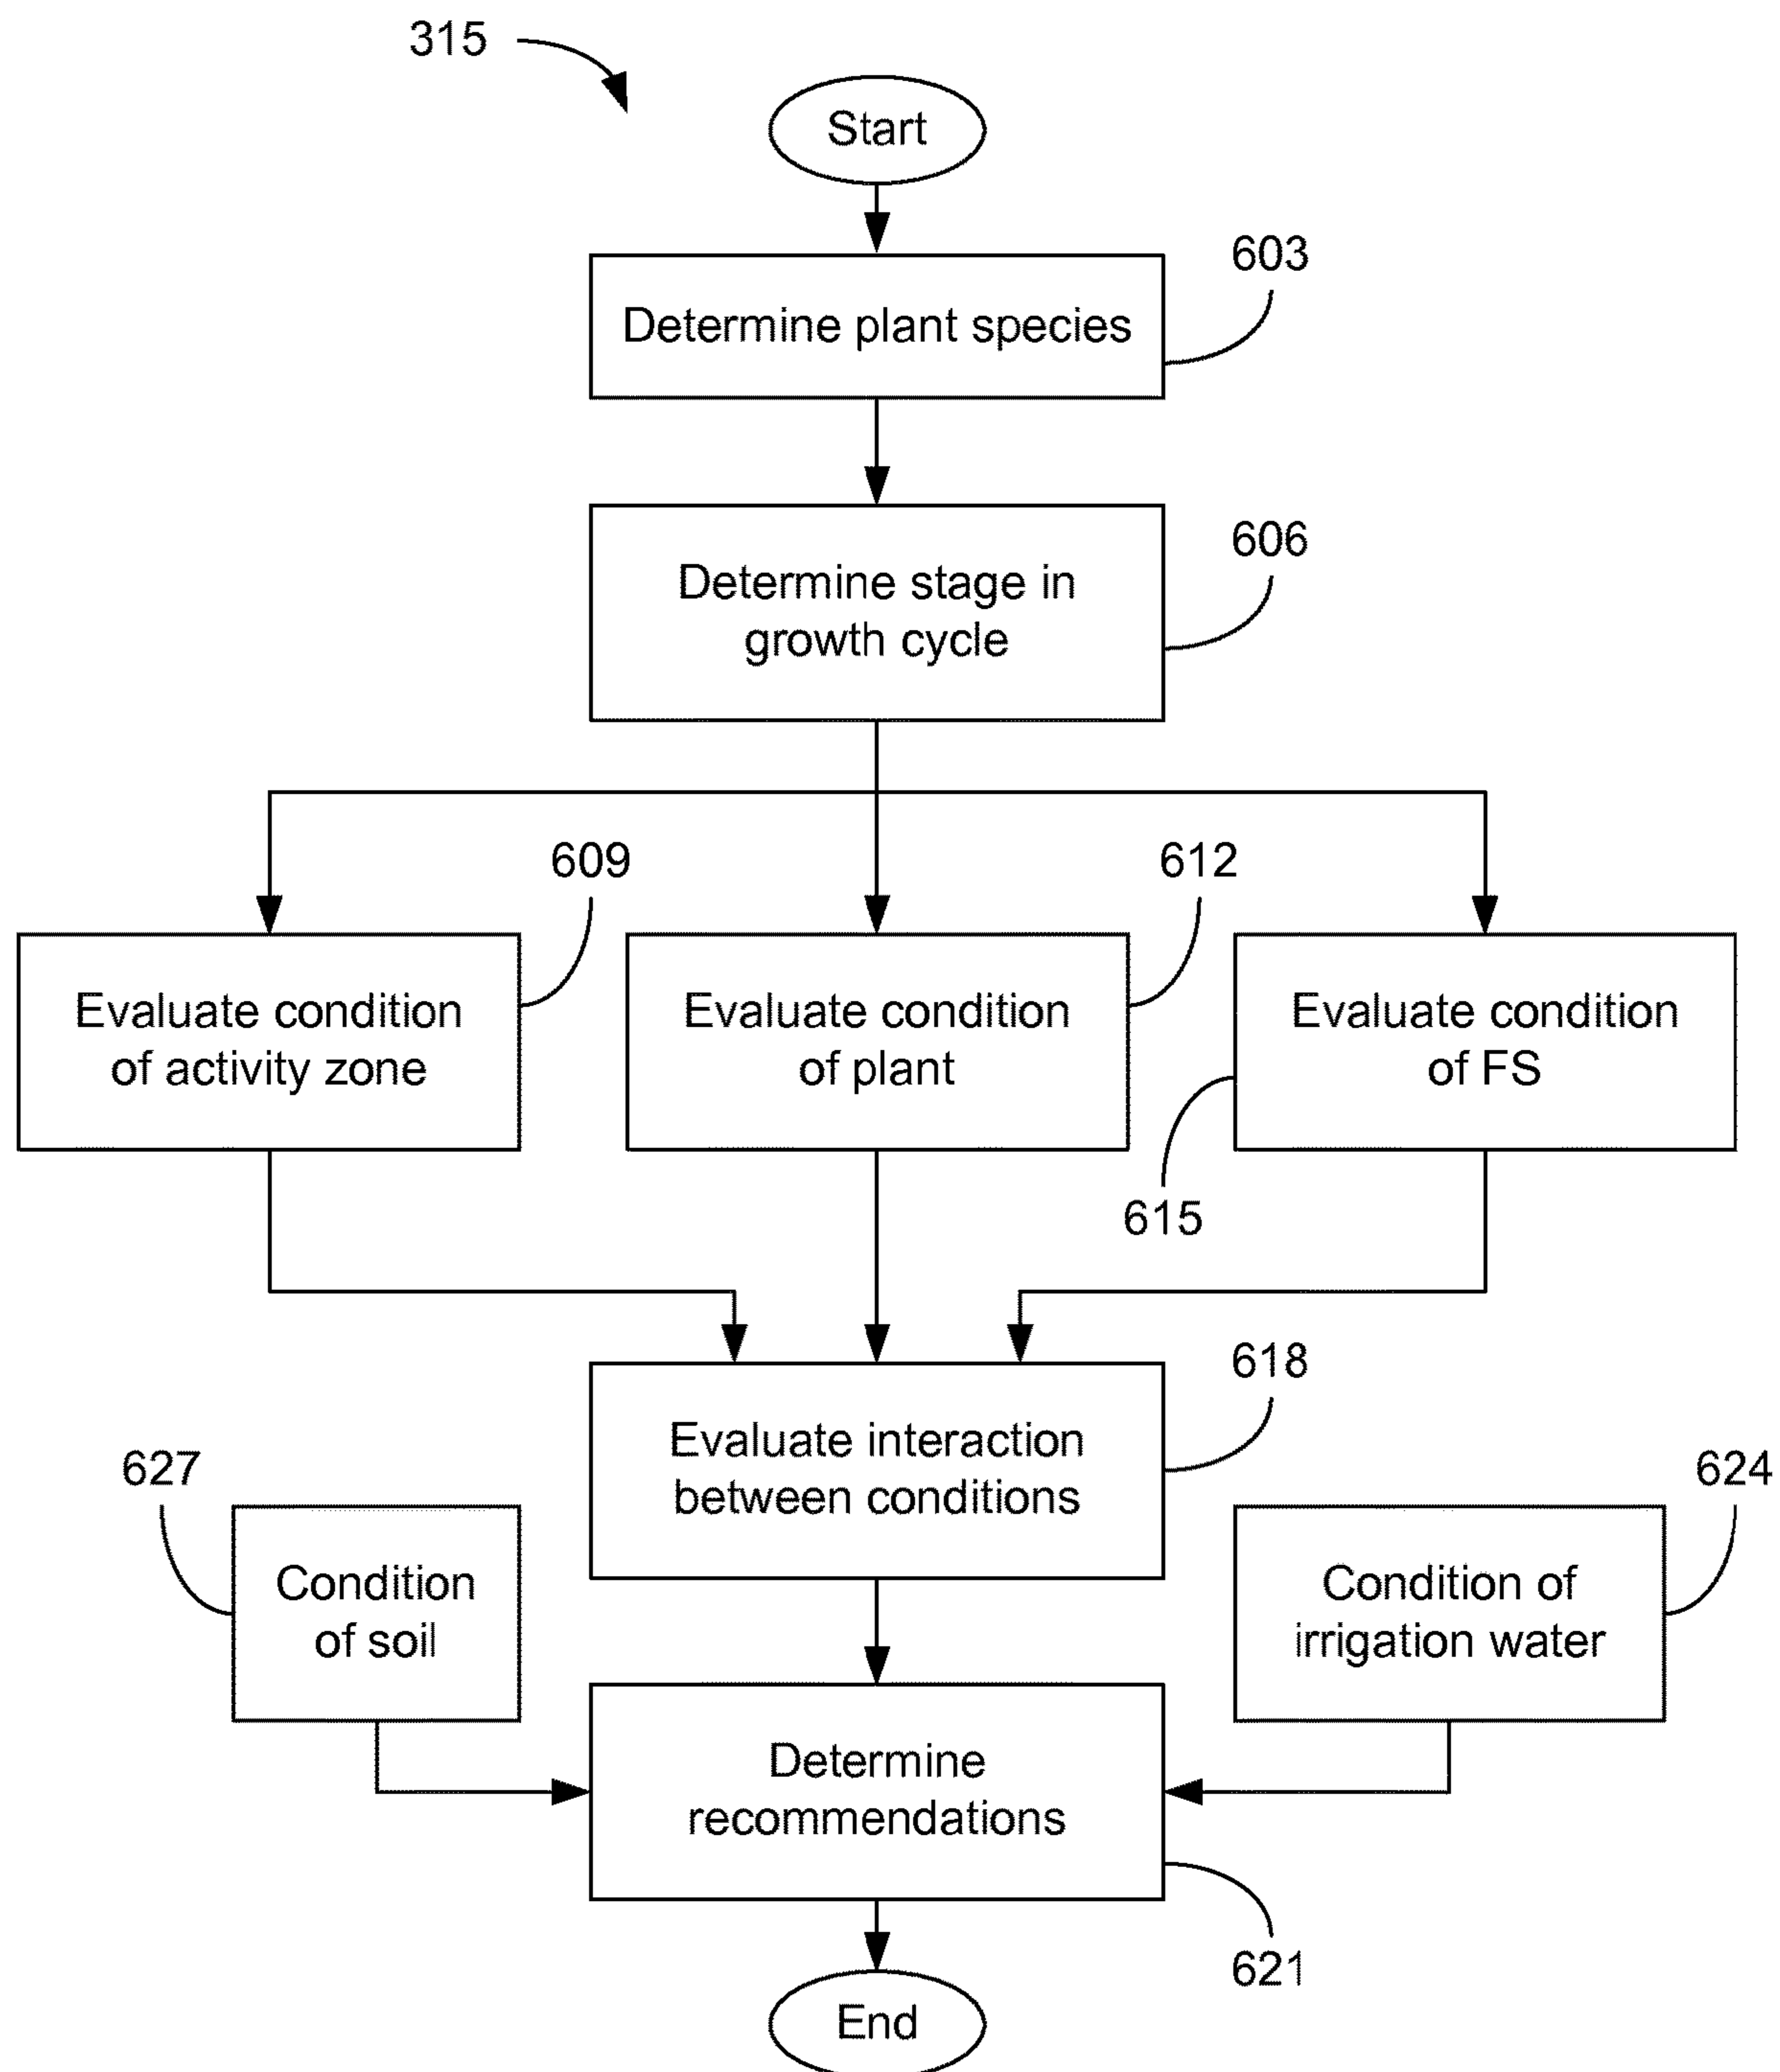 315
Start
603
Determine plant species
606
Determine stage in
growth cycle
609
612
Evaluate condition
of activity zone
Evaluate condition
of plant
Evaluate condition
of FS
615
618
Evaluate interaction
between conditions
627
624
Condition
of soil
Condition of
irrigation water
Determine
recommendations
621
End